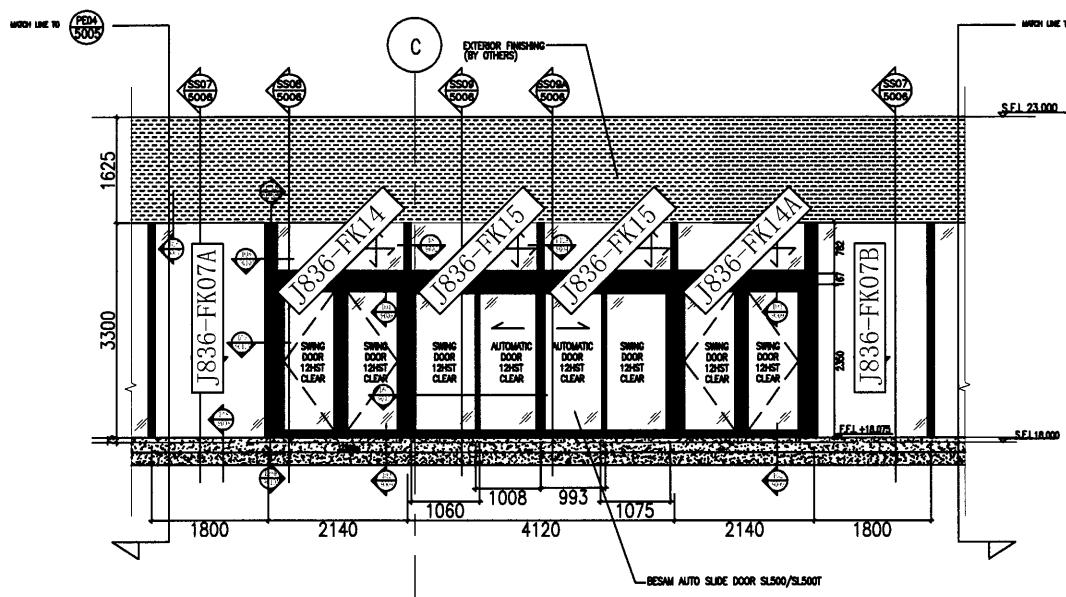 MATCH LINE TO
PE04
5005
C
EXTERIOR FINISHING
(BY OTHERS)
MATCH LINE T
SS07
5006
SS08
5006
SS09
5006
SS09A
5006
SS07
5006
S.F.L 23.000
1625
3300
75
J836-FK07A
J836-FK14
J836-FK15
J836-FK15
J836-FK14A
J836-FK07B
782
167
2350
SWING
DOOR
12HST
CLEAR
SWING
DOOR
12HST
CLEAR
SWING
DOOR
12HST
CLEAR
AUTOMATIC
DOOR
12HST
CLEAR
AUTOMATIC
DOOR
12HST
CLEAR
SWING
DOOR
12HST
CLEAR
SWING
DOOR
12HST
CLEAR
SWING
DOOR
12HST
CLEAR
F.F.L +18.075
S.F.L 18.000
1060
1008
993
1075
1800
2140
4120
2140
1800
BESAM AUTO SLIDE DOOR SL500/SL500T